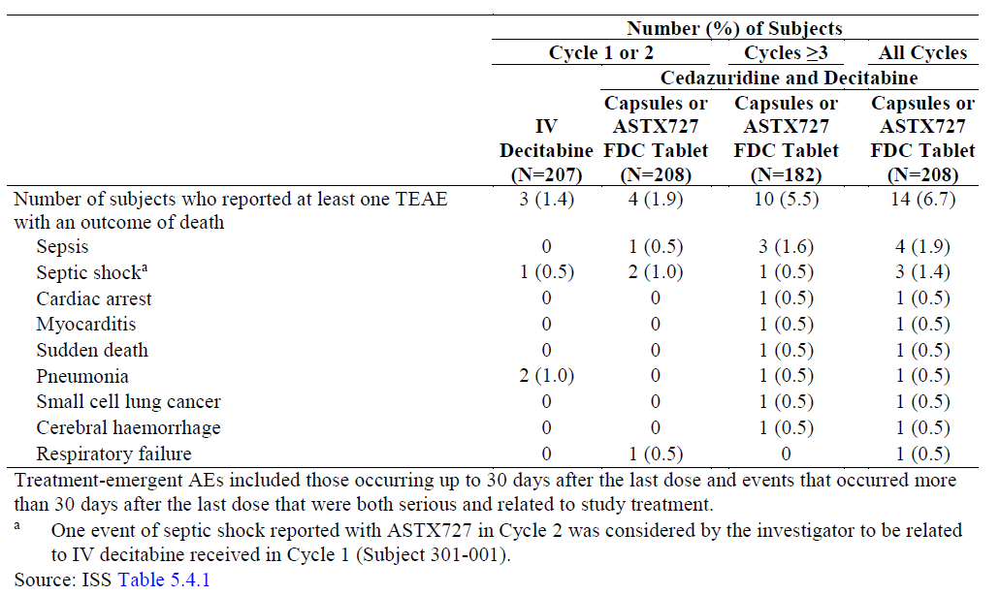 Number (%) of Subjects
Cycle 1 or 2 Cycles ≥3 All Cycles
Cedazuridine and Decitabine
IV Decitabine (N=207) Capsules or ASTX727 FDC Tablet (N=208) Capsules or ASTX727 FDC Tablet (N=182) Capsules or ASTX727 FDC Tablet (N=208)
Number of subjects who reported at least one TEAE 3 (1.4) 4 (1.9) 10 (5.5) 14 (6.7)
with an outcome of death
Sepsis 0 1 (0.5) 3 (1.6) 4 (1.9)
Septic shockᵃ 1 (0.5) 2 (1.0) 1 (0.5) 3 (1.4)
Cardiac arrest 0 0 1 (0.5) 1 (0.5)
Myocarditis 0 0 1 (0.5) 1 (0.5)
Sudden death 0 0 1 (0.5) 1 (0.5)
Pneumonia 2 (1.0) 0 1 (0.5) 1 (0.5)
Small cell lung cancer 0 0 1 (0.5) 1 (0.5)
Cerebral haemorrhage 0 0 1 (0.5) 1 (0.5)
Respiratory failure 0 1 (0.5) 0 1 (0.5)
Treatment-emergent AEs included those occurring up to 30 days after the last dose and events that occurred more
than 30 days after the last dose that were both serious and related to study treatment.
ᵃ One event of septic shock reported with ASTX727 in Cycle 2 was considered by the investigator to be related
to IV decitabine received in Cycle 1 (Subject 301-001).
Source: ISS Table 5.4.1